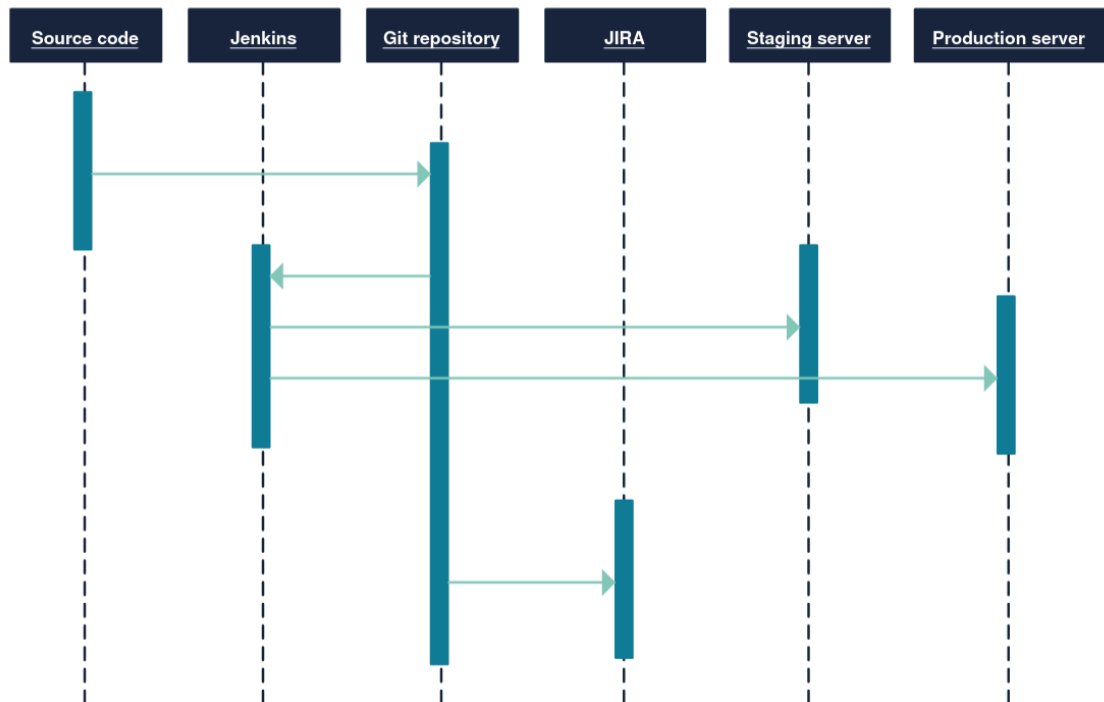 Source code
Jenkins
Git repository
JIRA
Staging server
Production server